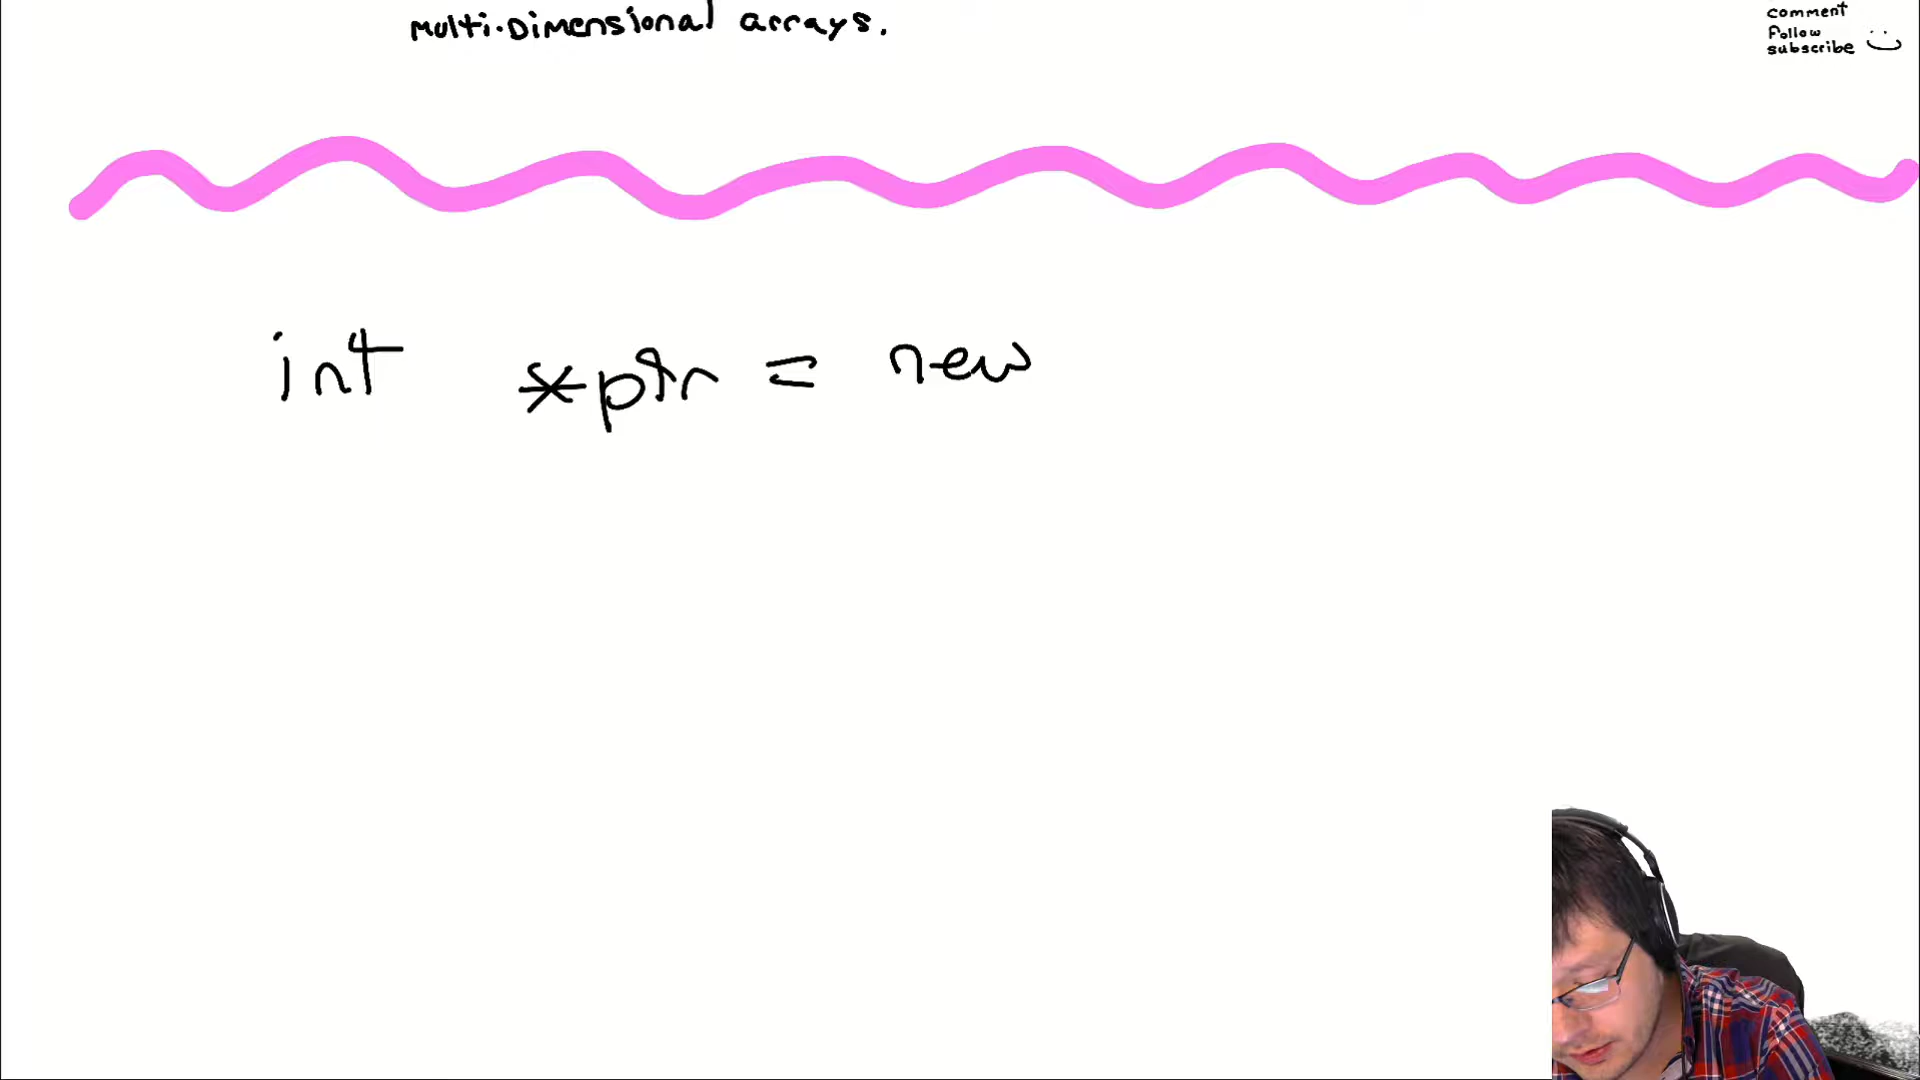 multi-Dimensional arrays.
comment
follow
subscribe
int *ptr = new